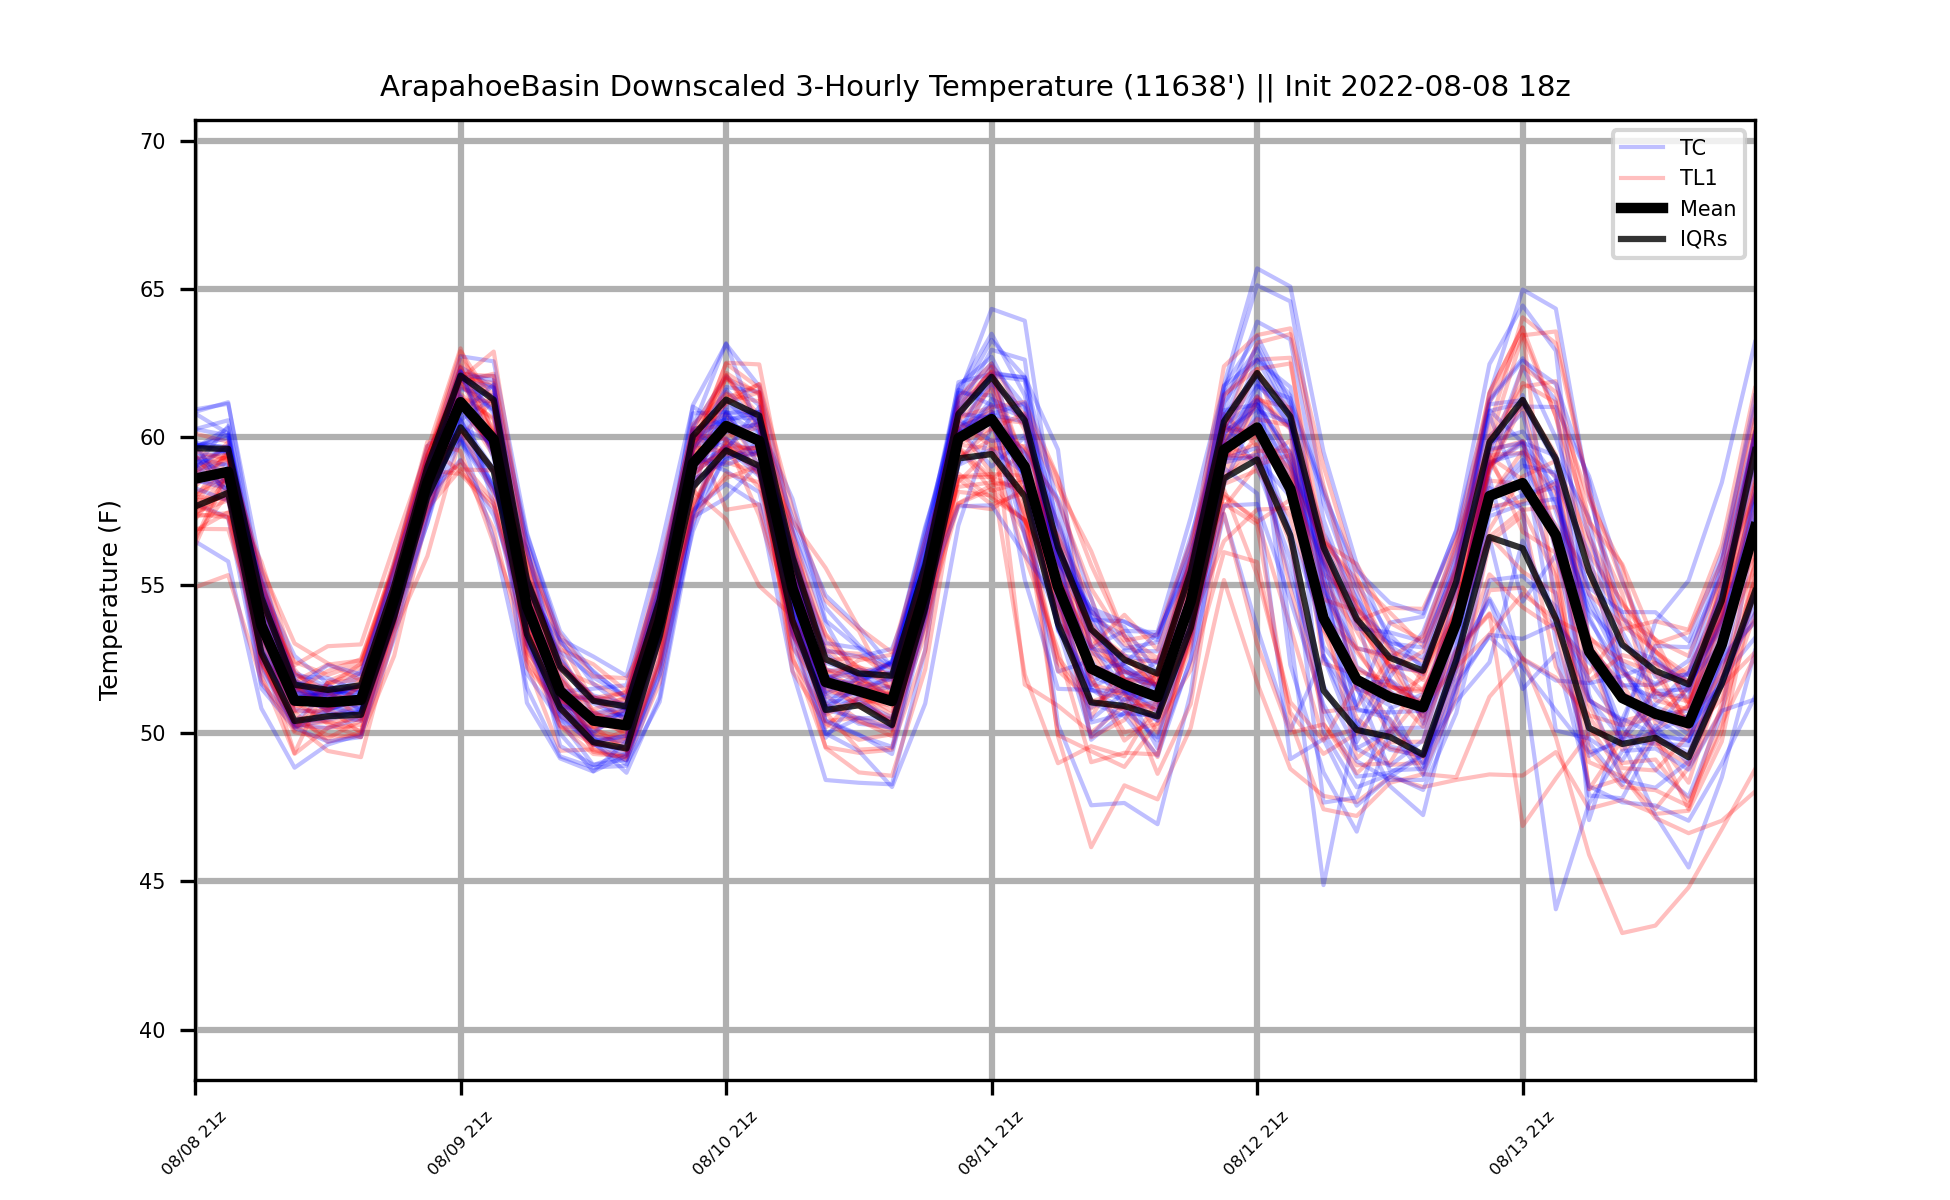 ArapahoeBasin Downscaled 3-Hourly Temperature (11638') || Init 2022-08-08 18z
TC
TL1
Mean
IQRs
Temperature (F)
70
65
60
55
50
45
40
08/08 21z
08/09 21z
08/10 21z
08/11 21z
08/12 21z
08/13 21z